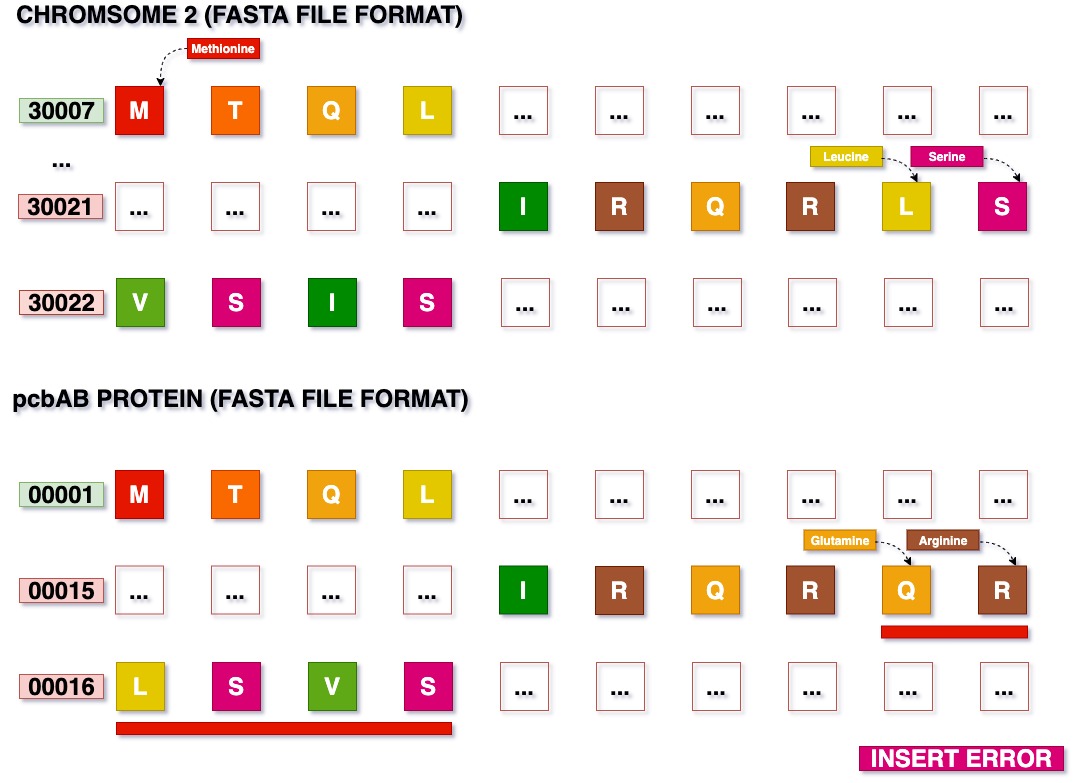 CHROMSOME 2 (FASTA FILE FORMAT)
Methionine
30007 M T Q L ... ... ... ... ... ...
...
Leucine Serine
30021 ... ... ... ... I R Q R L S
30022 V S I S ... ... ... ... ... ...
pcbAB PROTEIN (FASTA FILE FORMAT)
00001 M T Q L ... ... ... ... ... ...
Glutamine Arginine
00015 ... ... ... ... I R Q R Q R
00016 L S V S ... ... ... ... ... ...
INSERT ERROR